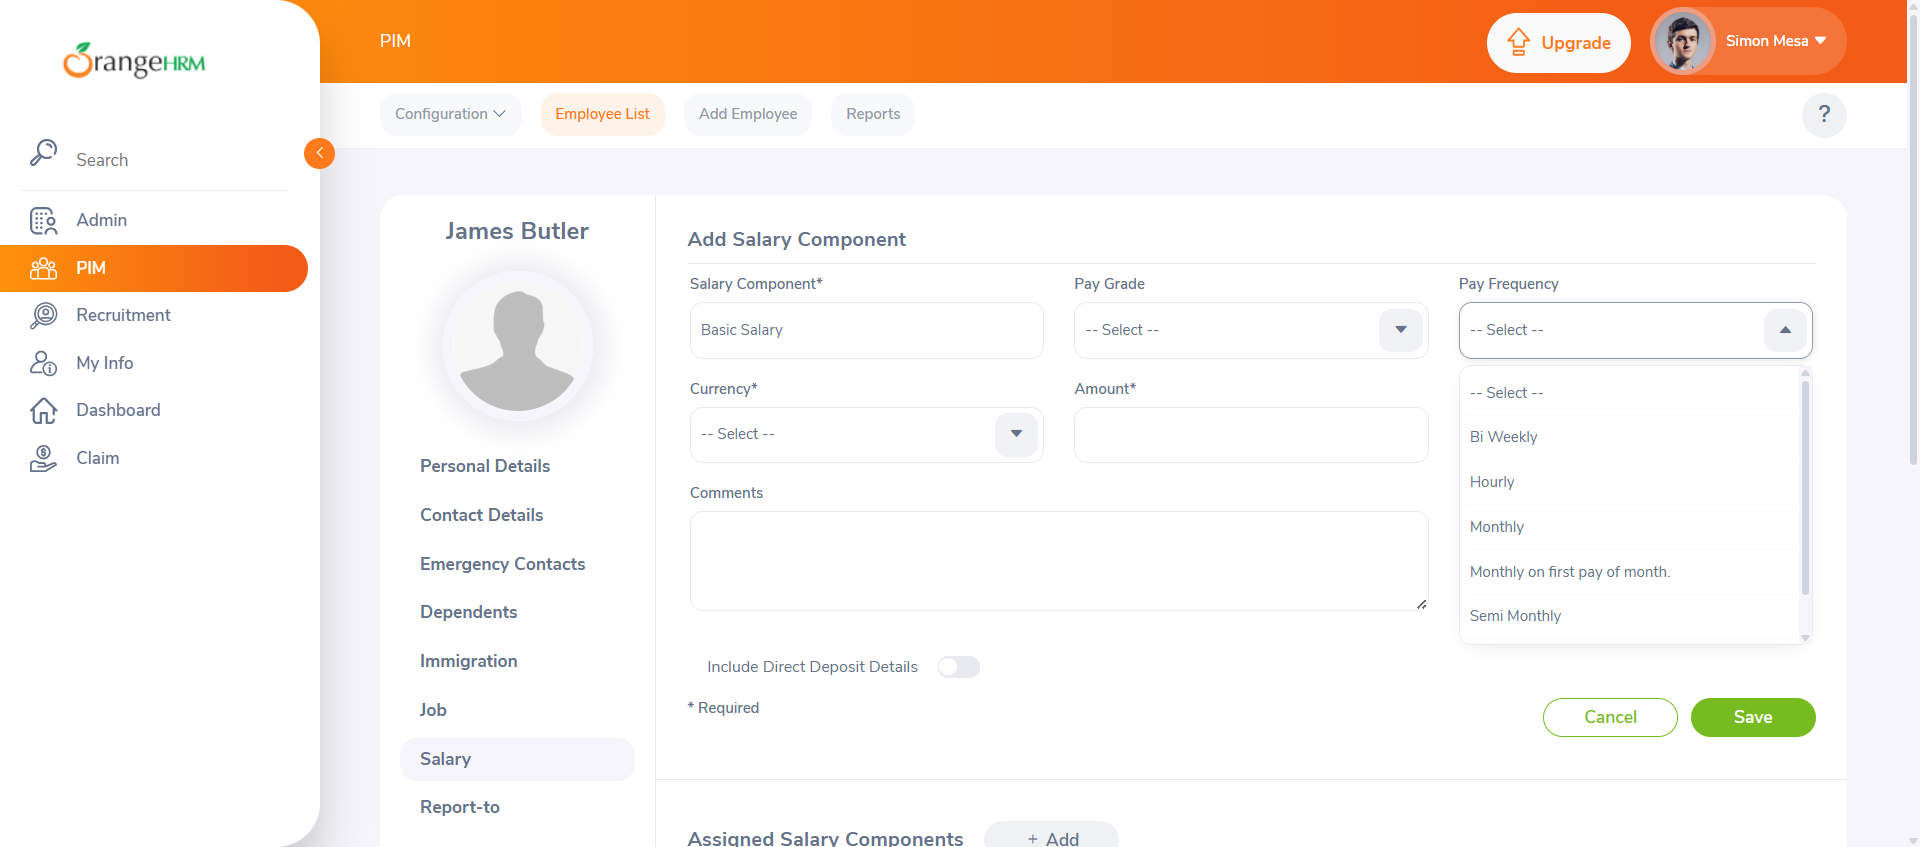 OrangeHRM
PIM
Upgrade
Simon Mesa
Configuration
Employee List
Add Employee
Reports
?
Search
Admin
PIM
Recruitment
My Info
Dashboard
Claim
James Butler
Personal Details
Contact Details
Emergency Contacts
Dependents
Immigration
Job
Salary
Report-to
Add Salary Component
Salary Component*
Pay Grade
Pay Frequency
Basic Salary
-- Select --
-- Select --
Currency*
Amount*
-- Select --
-- Select --
Bi Weekly
Hourly
Monthly
Monthly on first pay of month.
Semi Monthly
Comments
Include Direct Deposit Details
* Required
Cancel
Save
Assigned Salary Components
+ Add